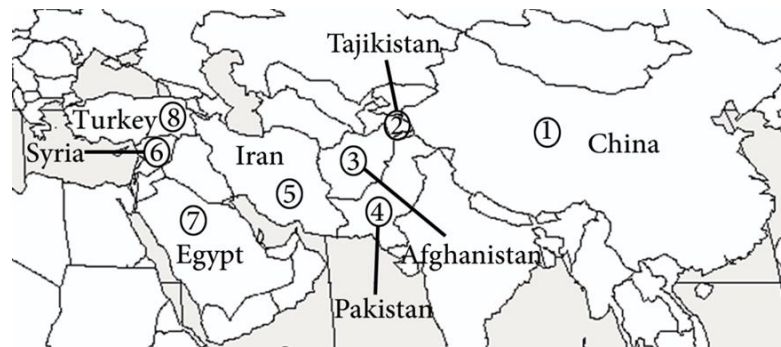 Tajikistan
Turkey ⑧
②
① China
Syria ⑥
Iran
③
⑤
④
⑦
Egypt
Afghanistan
Pakistan